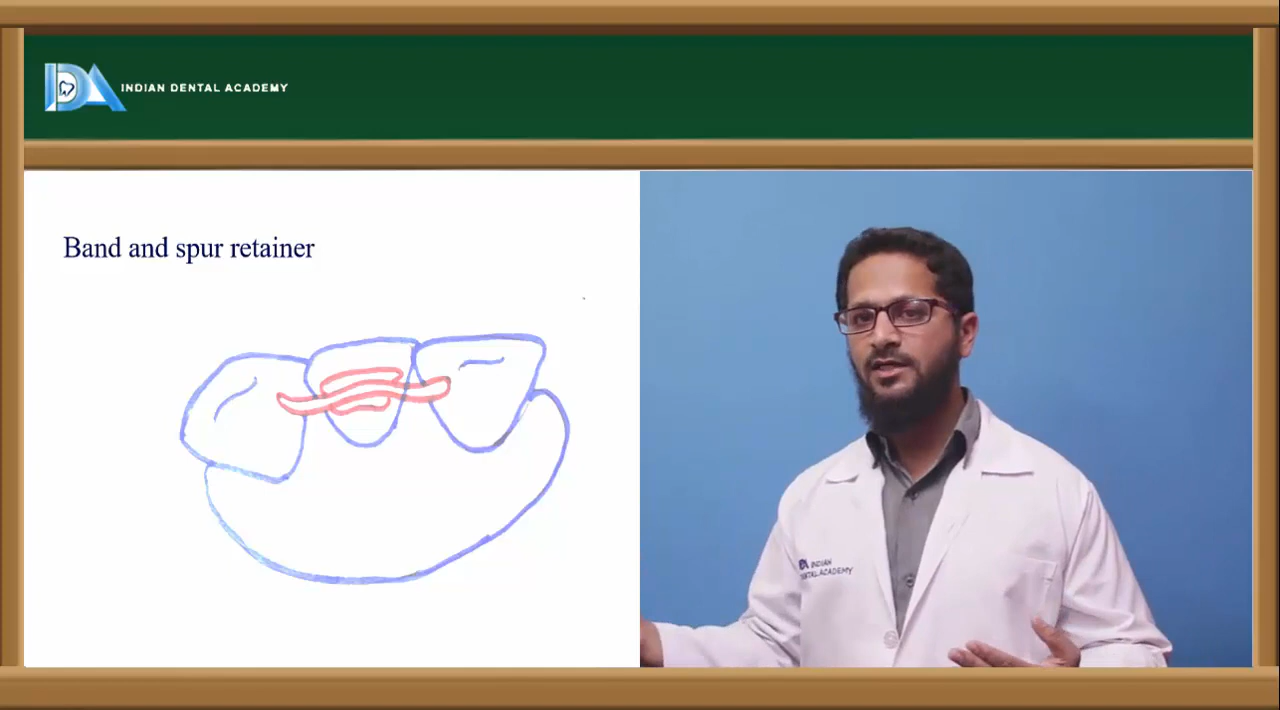 IDA INDIAN DENTAL ACADEMY
Band and spur retainer
INDIAN
DENTAL ACADEMY